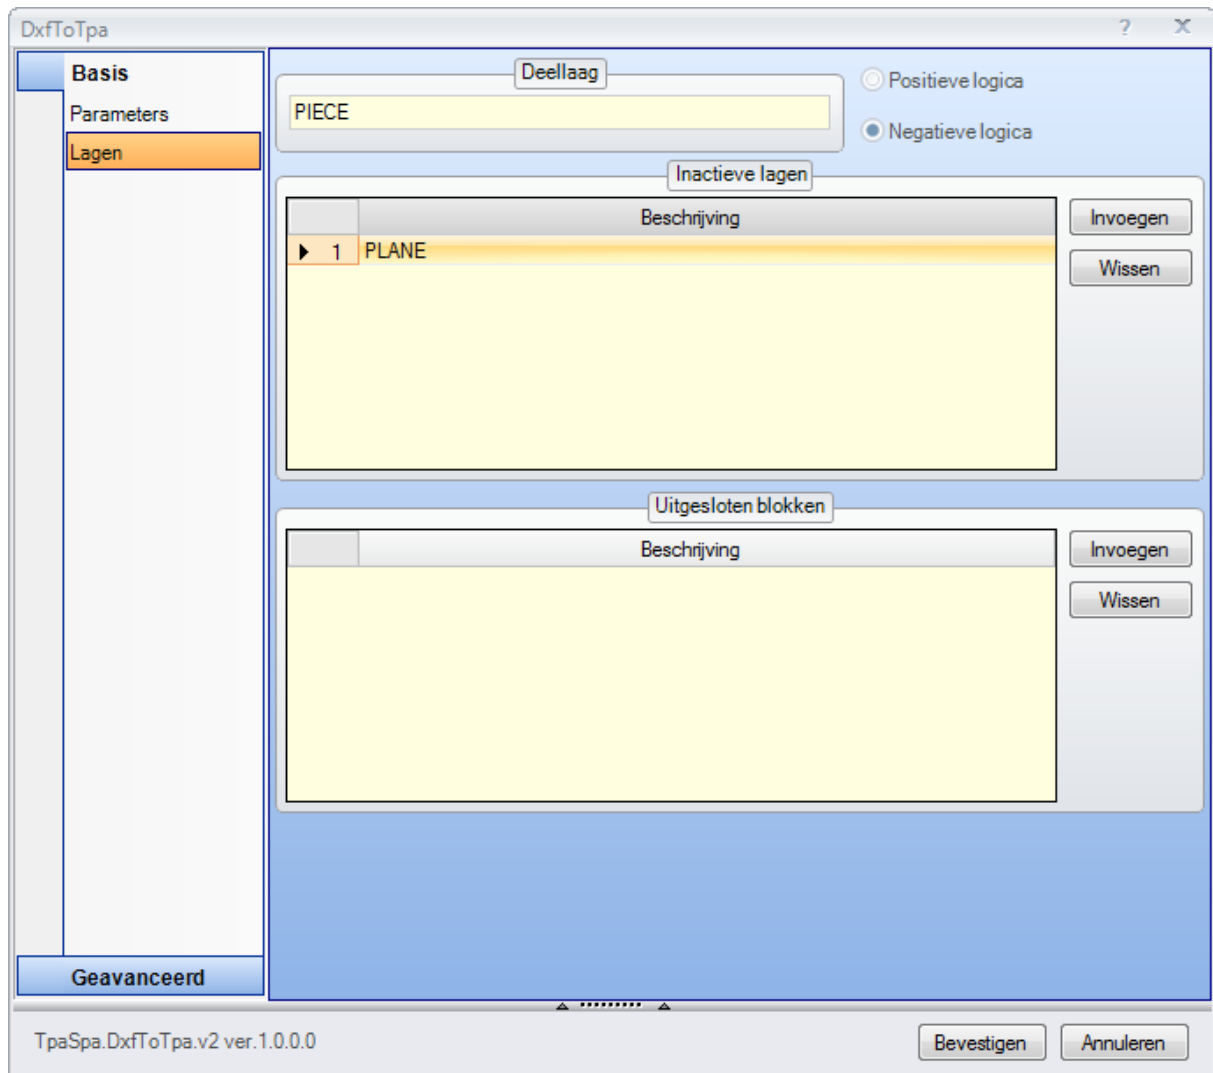 DxfToTpa
? X
Basis
Parameters
Lagen
Geavanceerd
Deellaag
PIECE
Positieve logica
Negatieve logica
Inactieve lagen
Beschrijving
1 PLANE
Invoegen
Wissen
Uitgesloten blokken
Beschrijving
Invoegen
Wissen
TpaSpa.DxfToTpa.v2 ver.1.0.0.0
Bevestigen
Annuleren